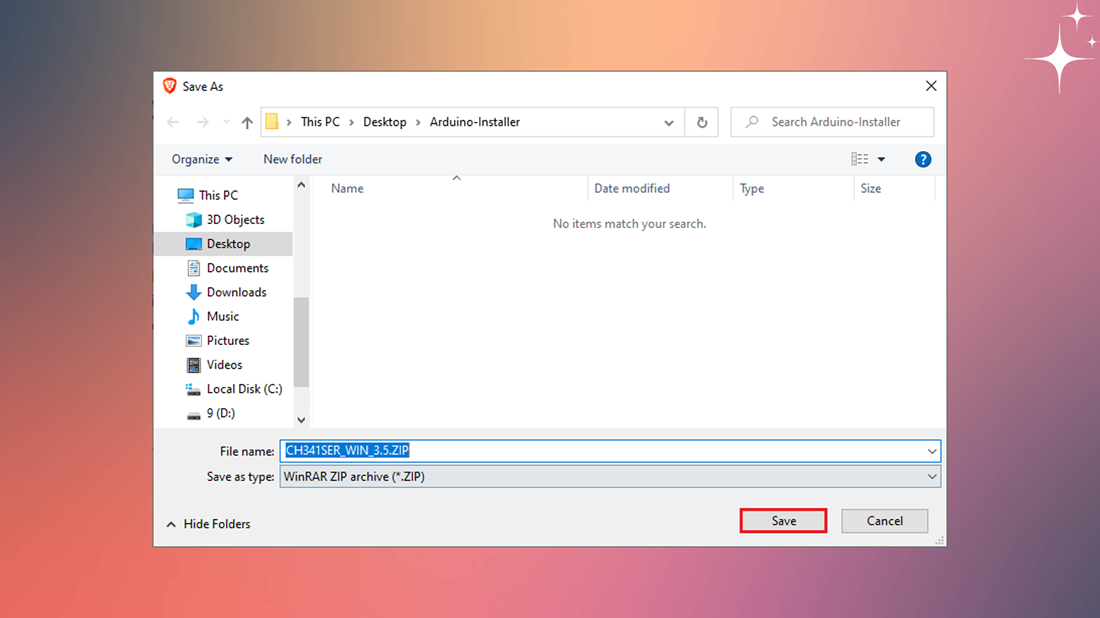 Save As
This PC › Desktop › Arduino-Installer
Search Arduino-Installer
Organize
New folder
?
Name
Date modified
Type
Size
No items match your search.
This PC
3D Objects
Desktop
Documents
Downloads
Music
Pictures
Videos
Local Disk (C:)
9 (D:)
File name: CH341SER_WIN_3.5.ZIP
Save as type: WinRAR ZIP archive (*.ZIP)
Hide Folders
Save
Cancel